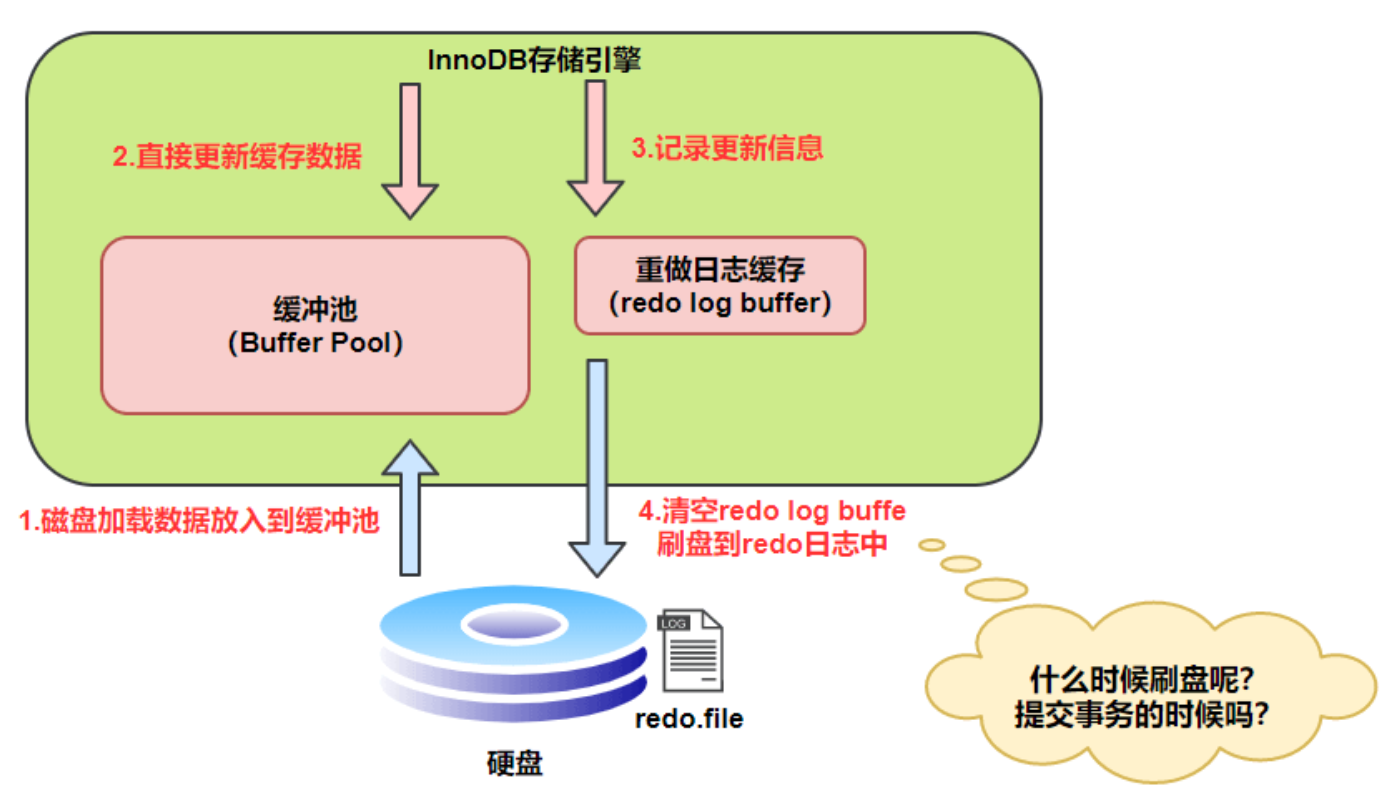 InnoDB存储引擎
2.直接更新缓存数据
3.记录更新信息
缓冲池
（Buffer Pool）
重做日志缓存
（redo log buffer）
1.磁盘加载数据放入到缓冲池
4.清空redo log buffe
刷盘到redo日志中
LOG
redo.file
硬盘
什么时候刷盘呢？
提交事务的时候吗？